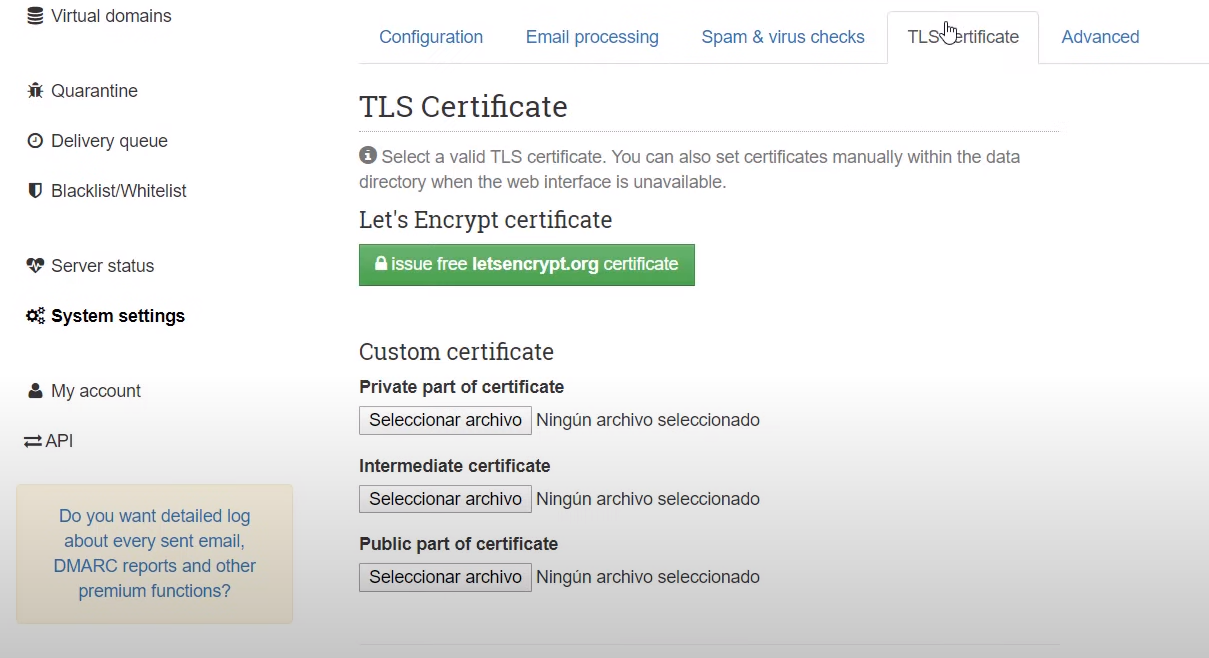 Virtual domains
Quarantine
Delivery queue
Blacklist/Whitelist
Server status
System settings
My account
API
Do you want detailed log
about every sent email,
DMARC reports and other
premium functions?
Configuration
Email processing
Spam & virus checks
TLS Certificate
Advanced
TLS Certificate
Select a valid TLS certificate. You can also set certificates manually within the data
directory when the web interface is unavailable.
Let's Encrypt certificate
issue free letsencrypt.org certificate
Custom certificate
Private part of certificate
Seleccionar archivo Ningún archivo seleccionado
Intermediate certificate
Seleccionar archivo Ningún archivo seleccionado
Public part of certificate
Seleccionar archivo Ningún archivo seleccionado